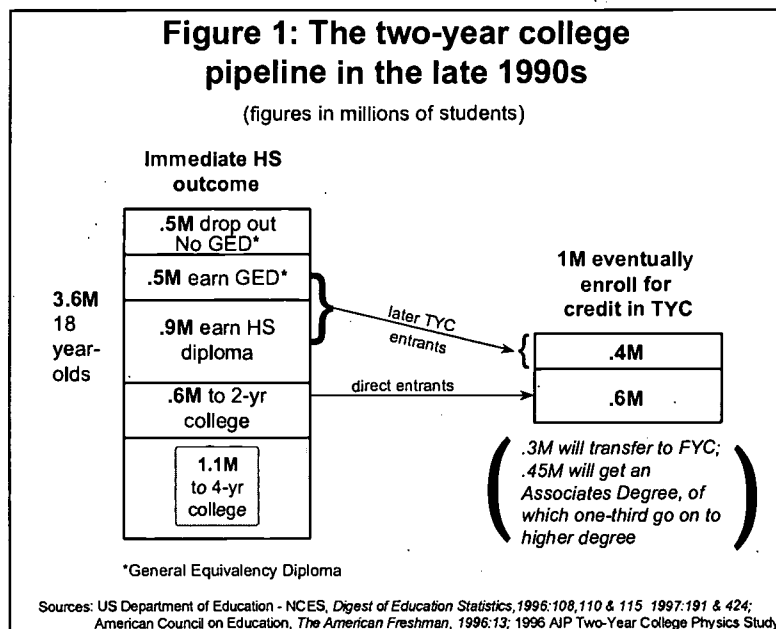 Figure 1: The two-year college
pipeline in the late 1990s
(figures in millions of students)
Immediate HS
outcome
3.6M
18
year-
olds
.5M drop out
No GED*
.5M earn GED*
.9M earn HS
diploma
.6M to 2-yr
college
1.1M
to 4-yr
college
later TYC
entrants
direct entrants
1M eventually
enroll for
credit in TYC
.4M
.6M
.3M will transfer to FYC;
.45M will get an
Associates Degree, of
which one-third go on to
higher degree
*General Equivalency Diploma
Sources: US Department of Education - NCES, Digest of Education Statistics,1996:108,110 & 115 1997:191 & 424;
American Council on Education, The American Freshman, 1996:13; 1996 AIP Two-Year College Physics Study